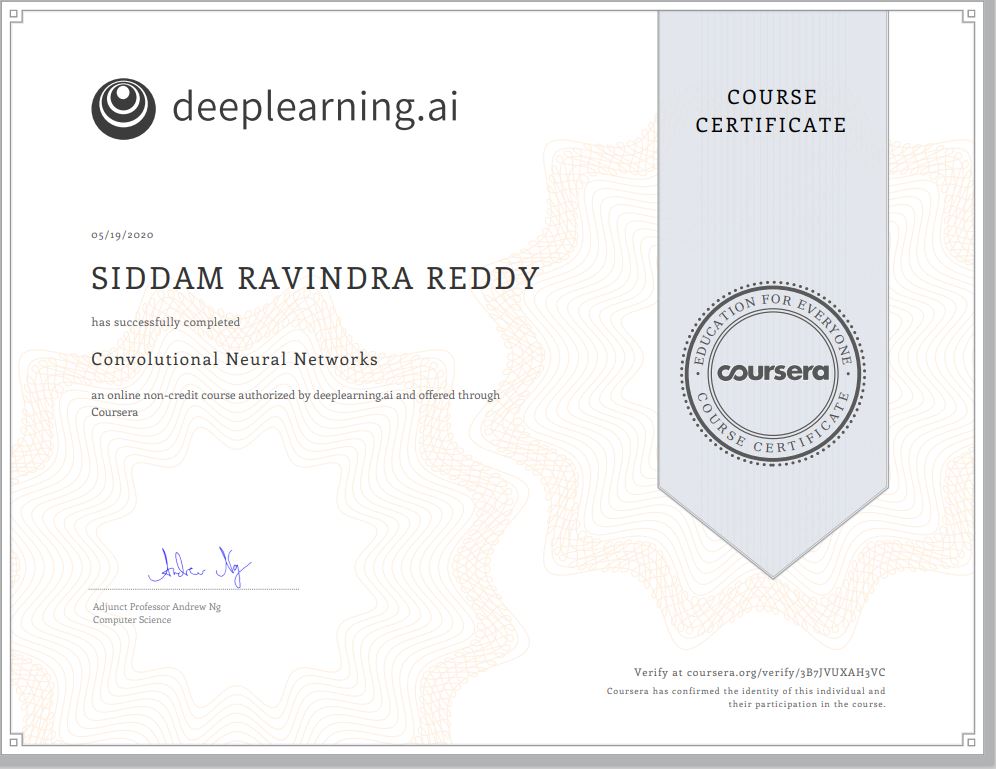 deeplearning.ai
COURSE
CERTIFICATE
05/19/2020
SIDDAM RAVINDRA REDDY
has successfully completed
Convolutional Neural Networks
an online non-credit course authorized by deeplearning.ai and offered through
Coursera
EDUCATION FOR EVERYONE
coursera
COURSE CERTIFICATE
Andrew Ng
Adjunct Professor Andrew Ng
Computer Science
Verify at coursera.org/verify/3B7JVUXAH3VC
Coursera has confirmed the identity of this individual and
their participation in the course.